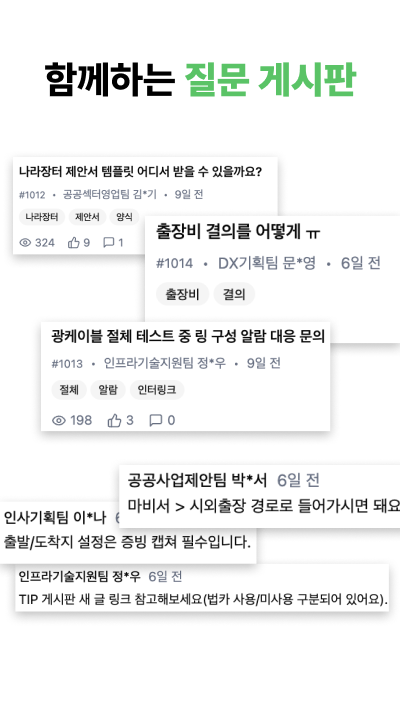 함께하는 질문 게시판
나라장터 제안서 템플릿 어디서 받을 수 있을까요?
#1012 • 공공섹터영업팀 김*기 • 9일 전
나라장터 제안서 양식
324 9 1
출장비 결의를 어떻게 ㅠ
#1014 • DX기획팀 문*영 • 6일 전
출장비 결의
광케이블 절체 테스트 중 링 구성 알람 대응 문의
#1013 • 인프라기술지원팀 정*우 • 9일 전
절체 알람 인터링크
198 3 0
공공사업제안팀 박*서 6일 전
마비서 > 시외출장 경로로 들어가시면 돼요
인사기획팀 이*나
출발/도착지 설정은 증빙 캡쳐 필수입니다.
인프라기술지원팀 정*우 6일 전
TIP 게시판 새 글 링크 참고해보세요(법카 사용/미사용 구분되어 있어요).